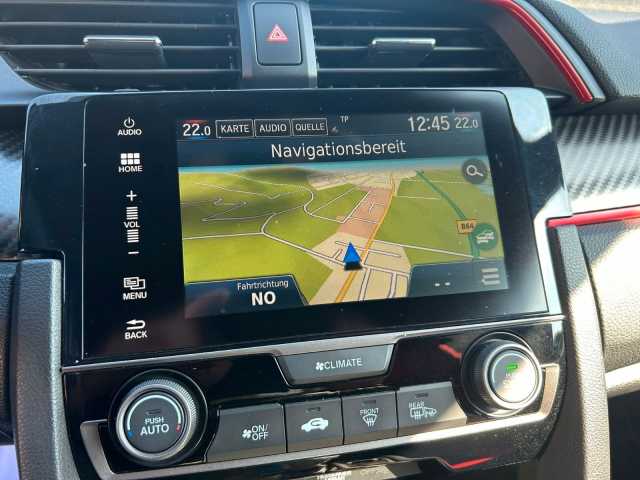 AUDIO
22.0 KARTE AUDIO QUELLE TP 12:45 22.0
HOME
Navigationsbereit
+
VOL
−
B64
MENU
Fahrtrichtung
NO
- -
BACK
CLIMATE
PUSH
AUTO
ON/
OFF
FRONT
REAR